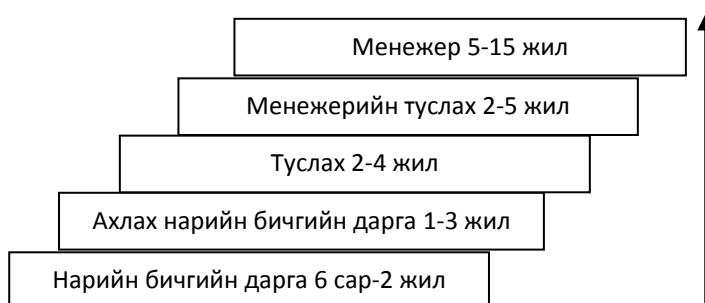 Менежер 5-15 жил
Менежерийн туслах 2-5 жил
Туслах 2-4 жил
Ахлах нарийн бичгийн дарга 1-3 жил
Нарийн бичгийн дарга 6 сар-2 жил